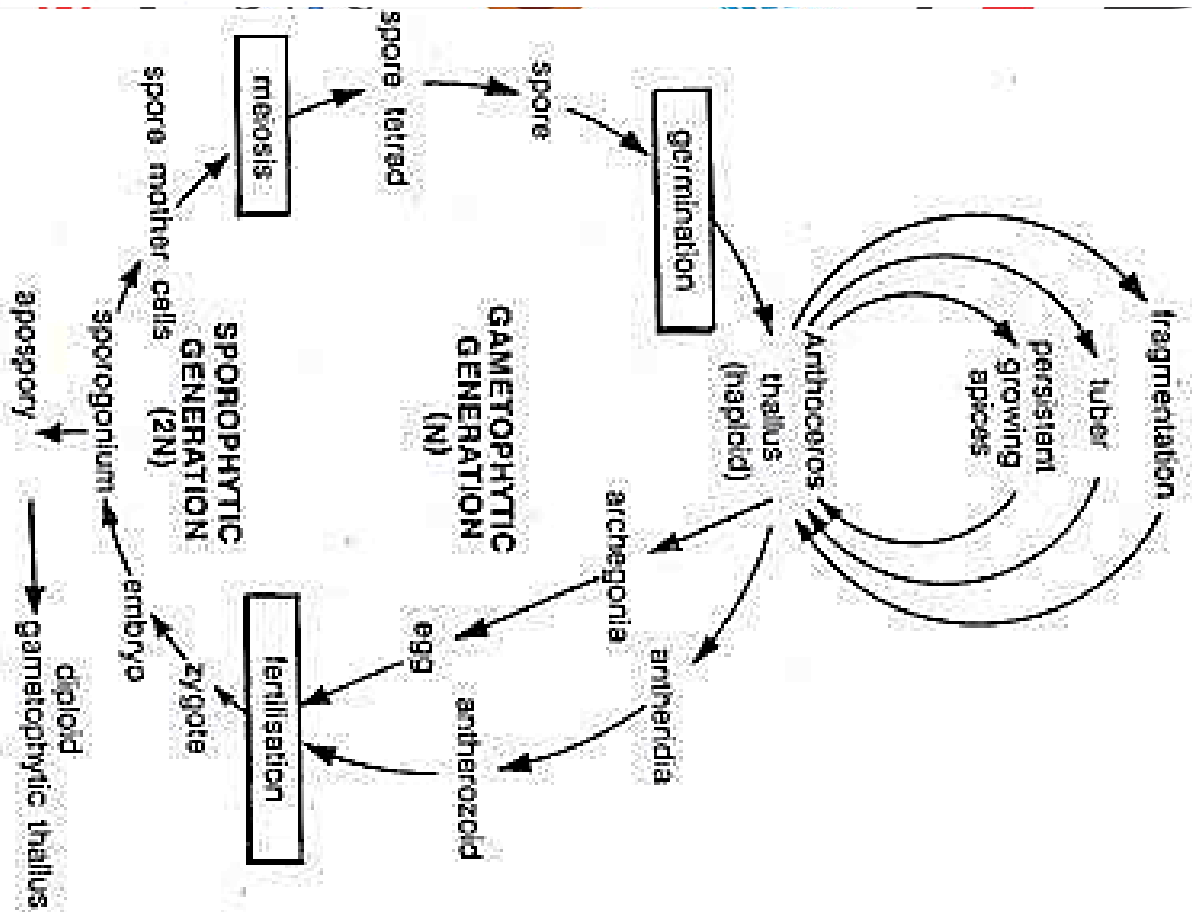 fragmentation
tuber
persistant
growing
apices
Anthoceros
thallus
(haploid)
germination
archegonia
antheridia
spore
spore tetrad
GAMETOPHYTIC
GENERATION
(N)
egg
antherozoid
meiosis
fertilisation
SPOROPHYTIC
GENERATION
(2N)
spore mother cells
zygote
embryo
sporogonium
apospory
diploid
gametophytic thallus